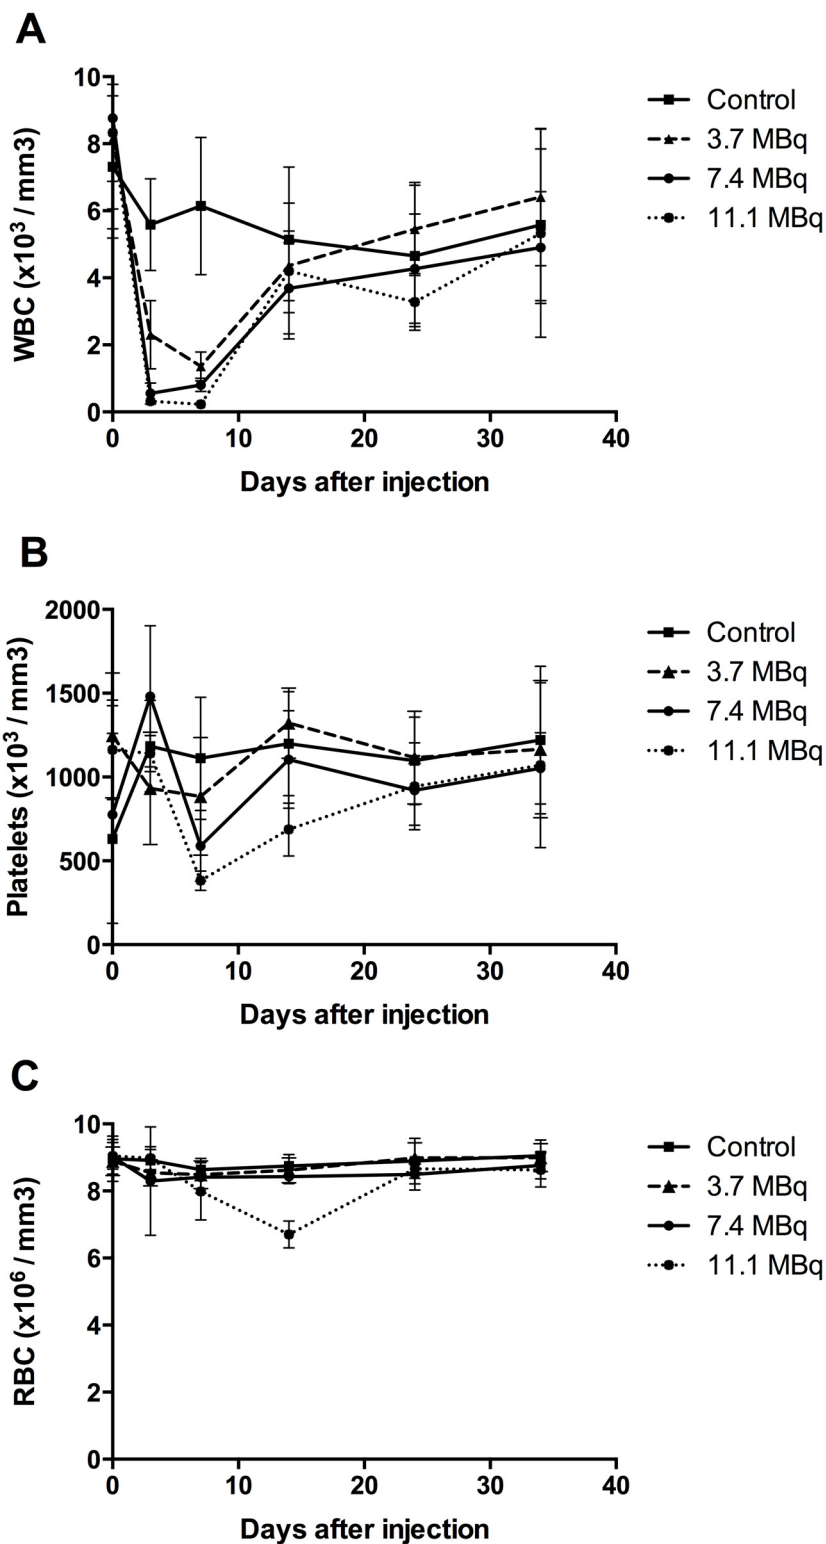 A
WBC (x10³ / mm3)
10
8
6
4
2
0
0 10 20 30 40
Days after injection
Control
3.7 MBq
7.4 MBq
11.1 MBq
B
Platelets (x10³ / mm3)
2000
1500
1000
500
0
0 10 20 30 40
Days after injection
Control
3.7 MBq
7.4 MBq
11.1 MBq
C
RBC (x10⁶ / mm3)
10
8
6
4
2
0
0 10 20 30 40
Days after injection
Control
3.7 MBq
7.4 MBq
11.1 MBq